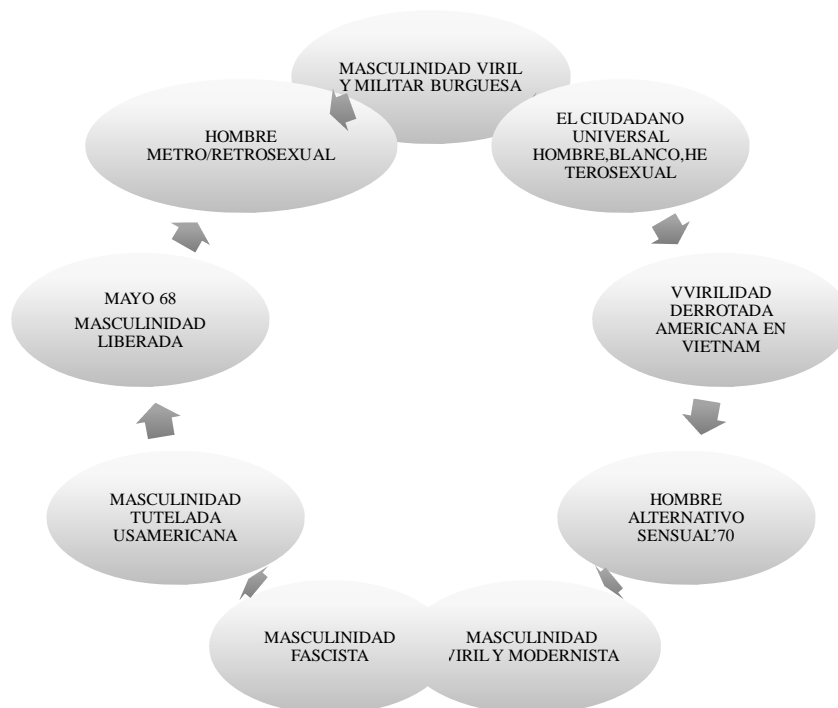 MASCULINIDAD VIRIL
Y MILITAR BURGUESA
EL CIUDADANO
UNIVERSAL
HOMBRE,BLANCO,HE
TEROSEXUAL
VVIRILIDAD
DERROTADA
AMERICANA EN
VIETNAM
HOMBRE
ALTERNATIVO
SENSUAL'70
MASCULINIDAD
VIRIL Y MODERNISTA
MASCULINIDAD
FASCISTA
MASCULINIDAD
TUTELADA
USAMERICANA
MAYO 68
MASCULINIDAD
LIBERADA
HOMBRE
METRO/RETROSEXUAL